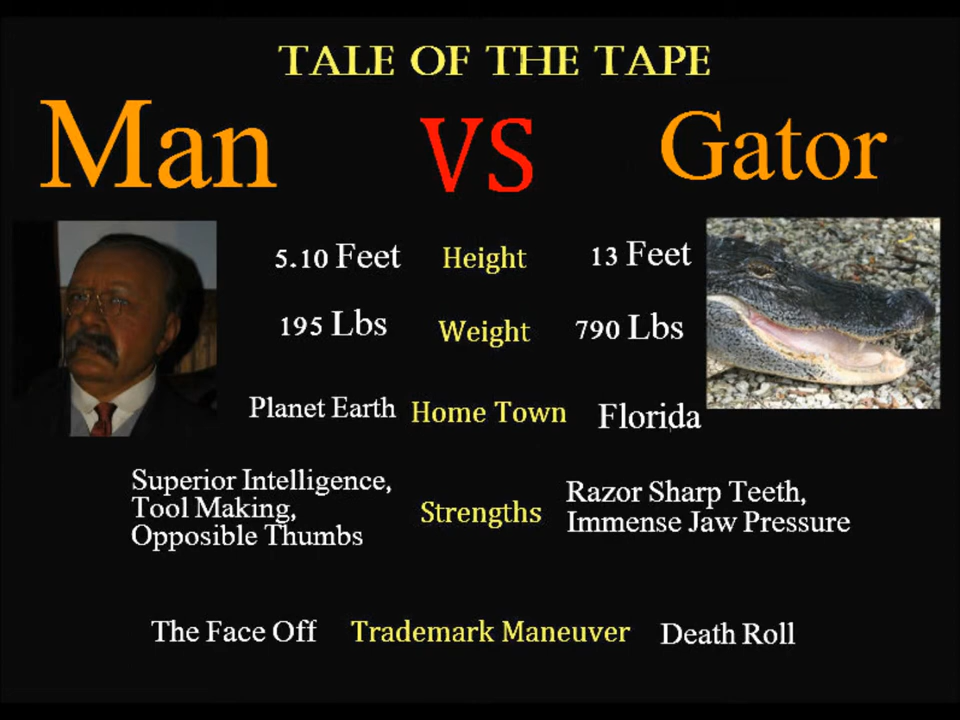 TALE OF THE TAPE
Man VS Gator
5.10 Feet Height 13 Feet
195 Lbs Weight 790 Lbs
Planet Earth Home Town Florida
Superior Intelligence,
Tool Making,
Opposible Thumbs
Strengths
Razor Sharp Teeth,
Immense Jaw Pressure
The Face Off Trademark Maneuver Death Roll